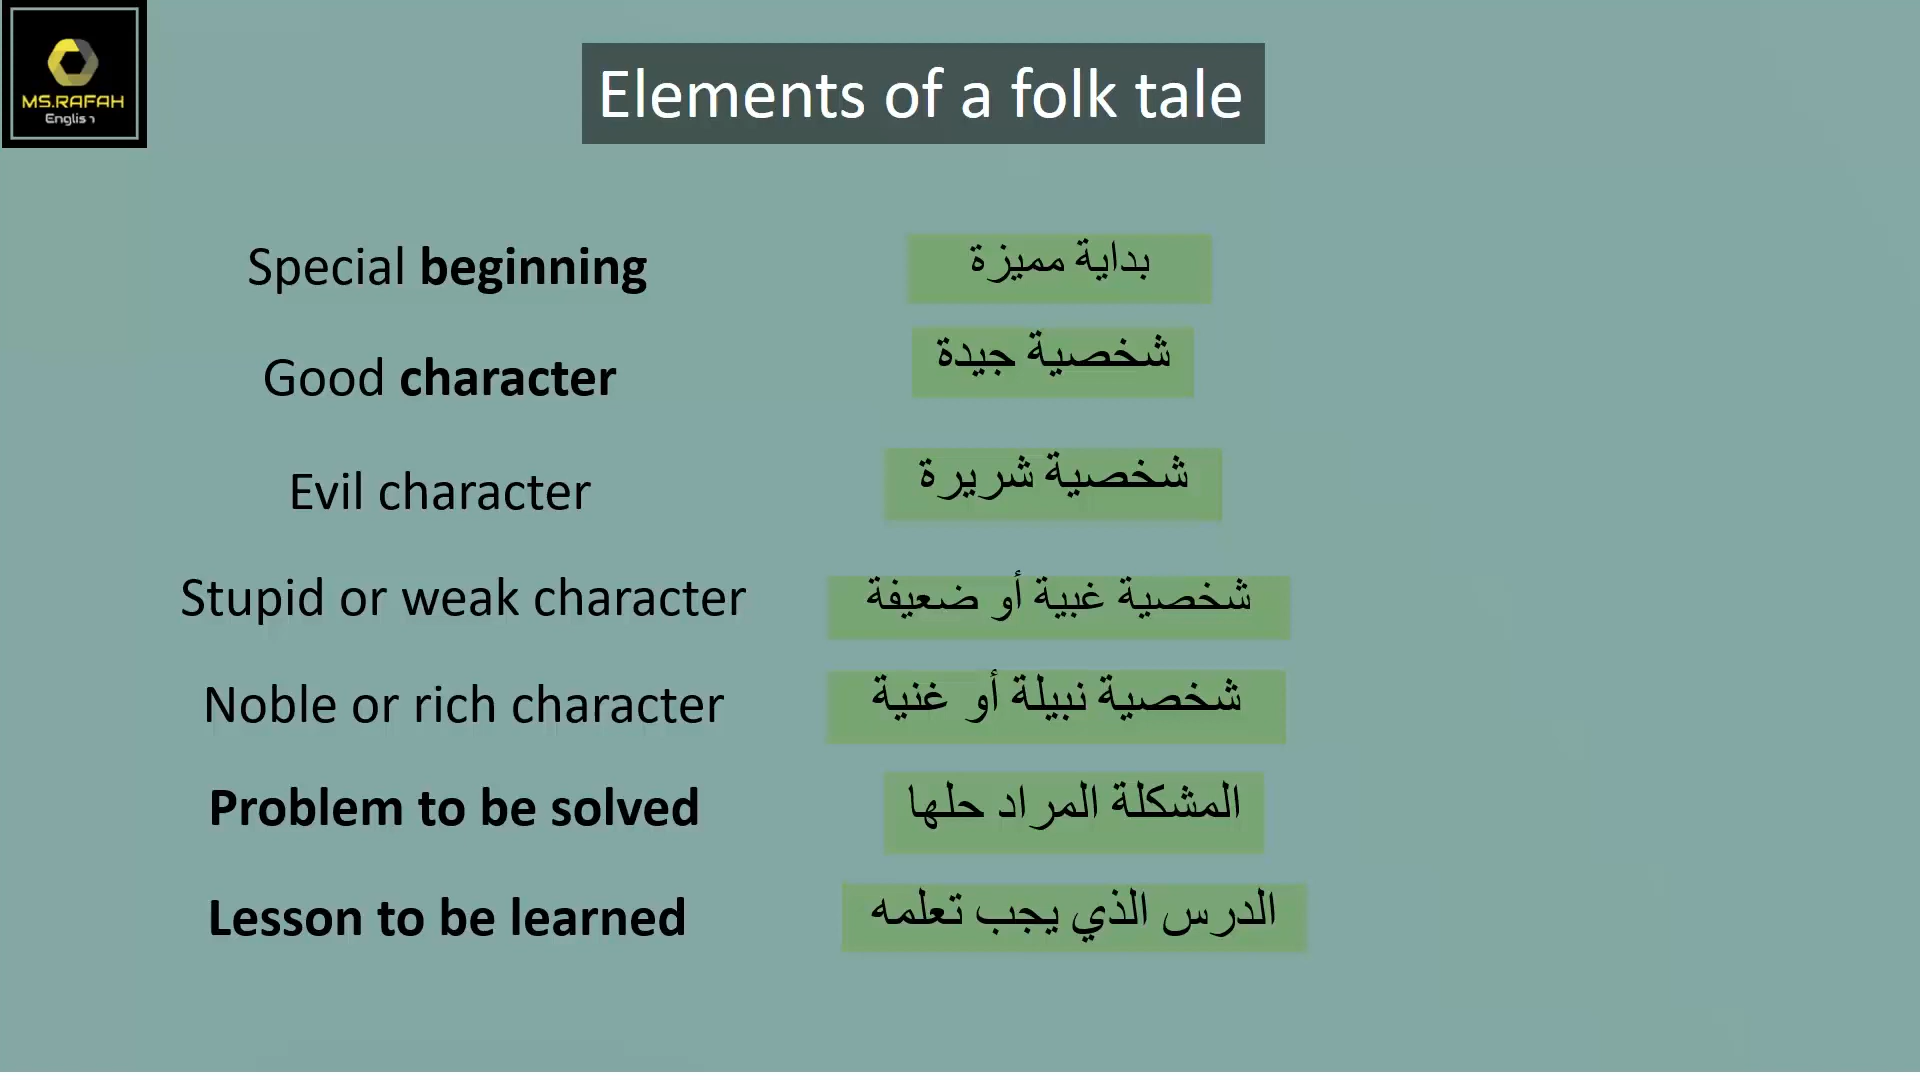 MS.RAFAH
English
Elements of a folk tale
Special beginning
بداية مميزة
Good character
شخصية جيدة
Evil character
شخصية شريرة
Stupid or weak character
شخصية غبية أو ضعيفة
Noble or rich character
شخصية نبيلة أو غنية
Problem to be solved
المشكلة المراد حلها
Lesson to be learned
الدرس الذي يجب تعلمه